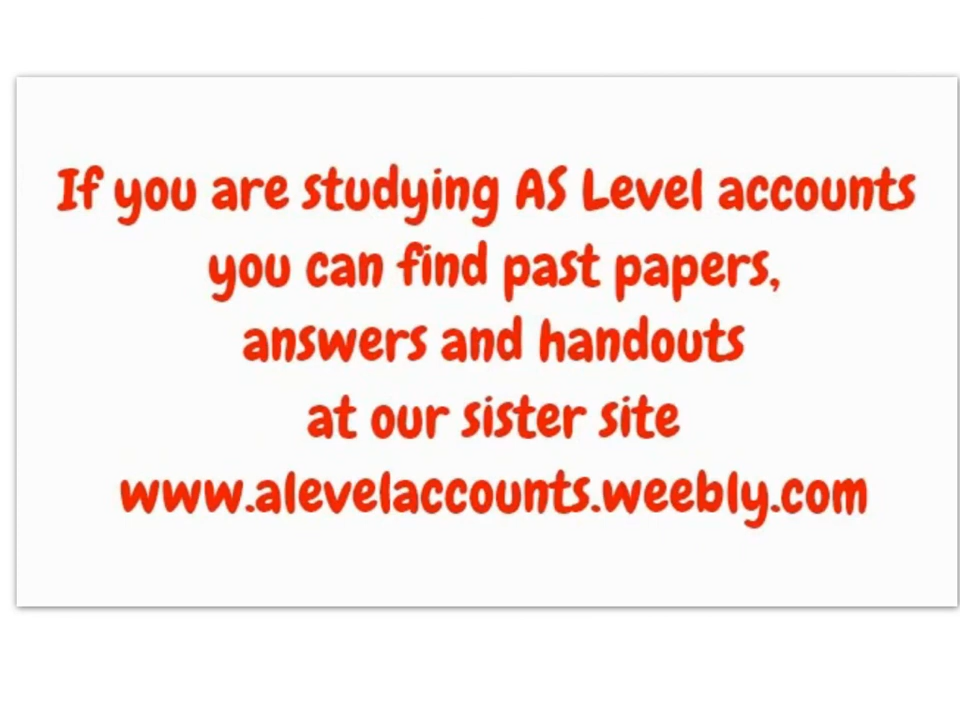 If you are studying AS Level accounts
you can find past papers,
answers and handouts
at our sister site
www.alevelaccounts.weebly.com